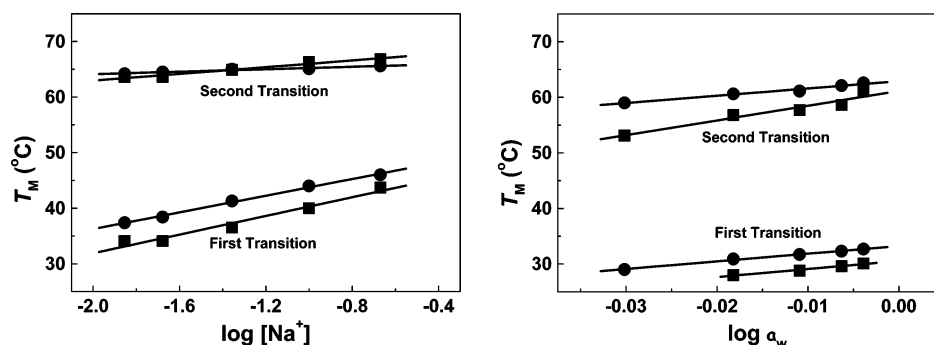 70
60
50
40
30
T_M (°C)
Second Transition
First Transition
-2.0 -1.6 -1.2 -0.8 -0.4
log [Na⁺]
70
60
50
40
30
T_M (°C)
Second Transition
First Transition
-0.03 -0.02 -0.01 0.00
log α_w